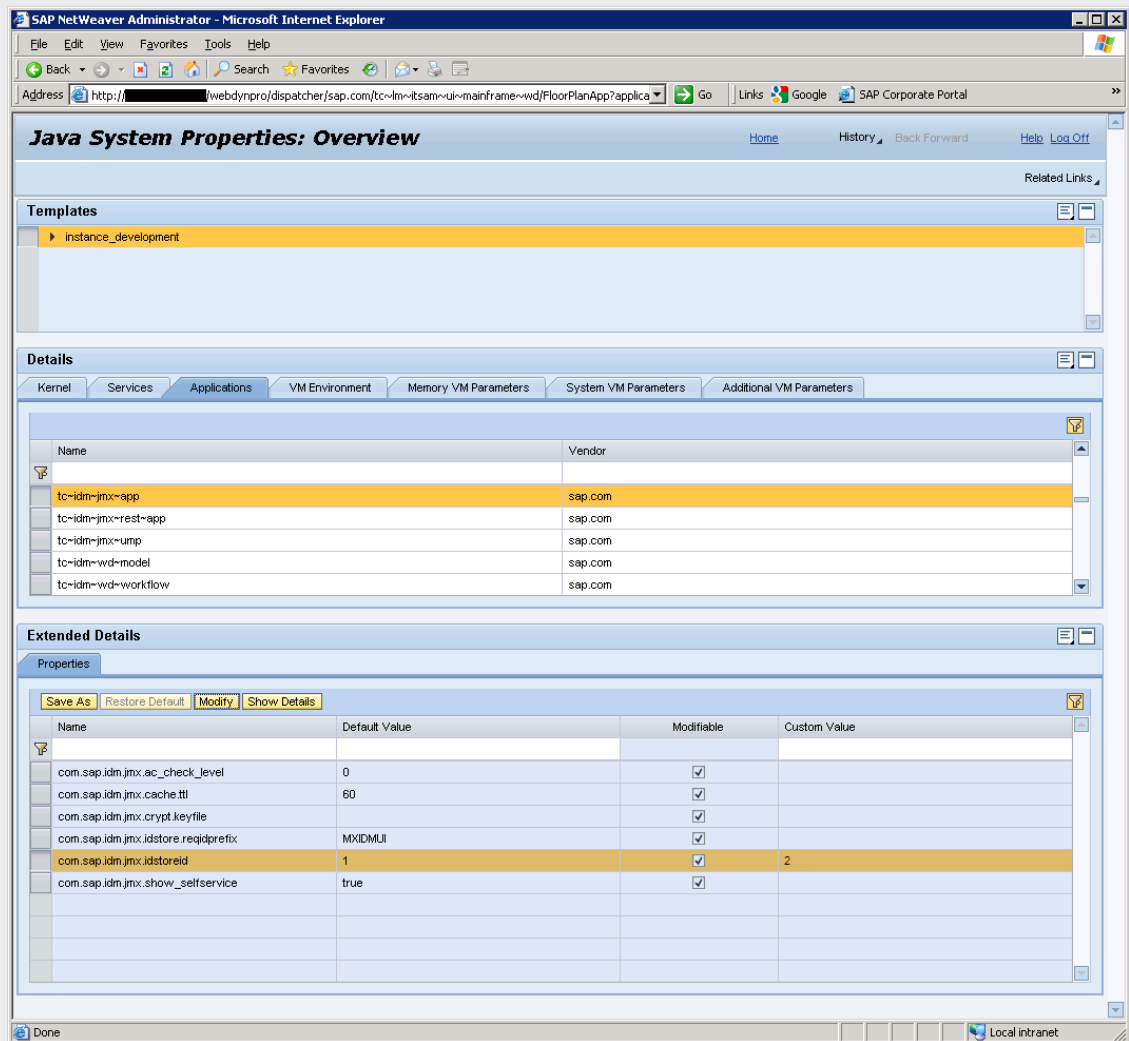 SAP NetWeaver Administrator - Microsoft Internet Explorer
File Edit View Favorites Tools Help
Back Search Favorites
Address http:// /webdynpro/dispatcher/sap.com/tc~lm~itsam~ui~mainframe~wd/FloorPlanApp?applica Go Links Google SAP Corporate Portal »
Java System Properties: Overview Home History Back Forward Help Log Off
Related Links
Templates
instance_development
Details
Kernel Services Applications VM Environment Memory VM Parameters System VM Parameters Additional VM Parameters
Name Vendor
tc~idm~jmx~app sap.com
tc~idm~jmx~rest~app sap.com
tc~idm~jmx~ump sap.com
tc~idm~wd~model sap.com
tc~idm~wd~workflow sap.com
Extended Details
Properties
Save As Restore Default Modify Show Details
Name Default Value Modifiable Custom Value
com.sap.idm.jmx.ac_check_level 0
com.sap.idm.jmx.cache.ttl 60
com.sap.idm.jmx.crypt.keyfile
com.sap.idm.jmx.idstore.reqidprefix MXIDMUI
com.sap.idm.jmx.idstoreid 1 2
com.sap.idm.jmx.show_selfservice true
Done Local intranet